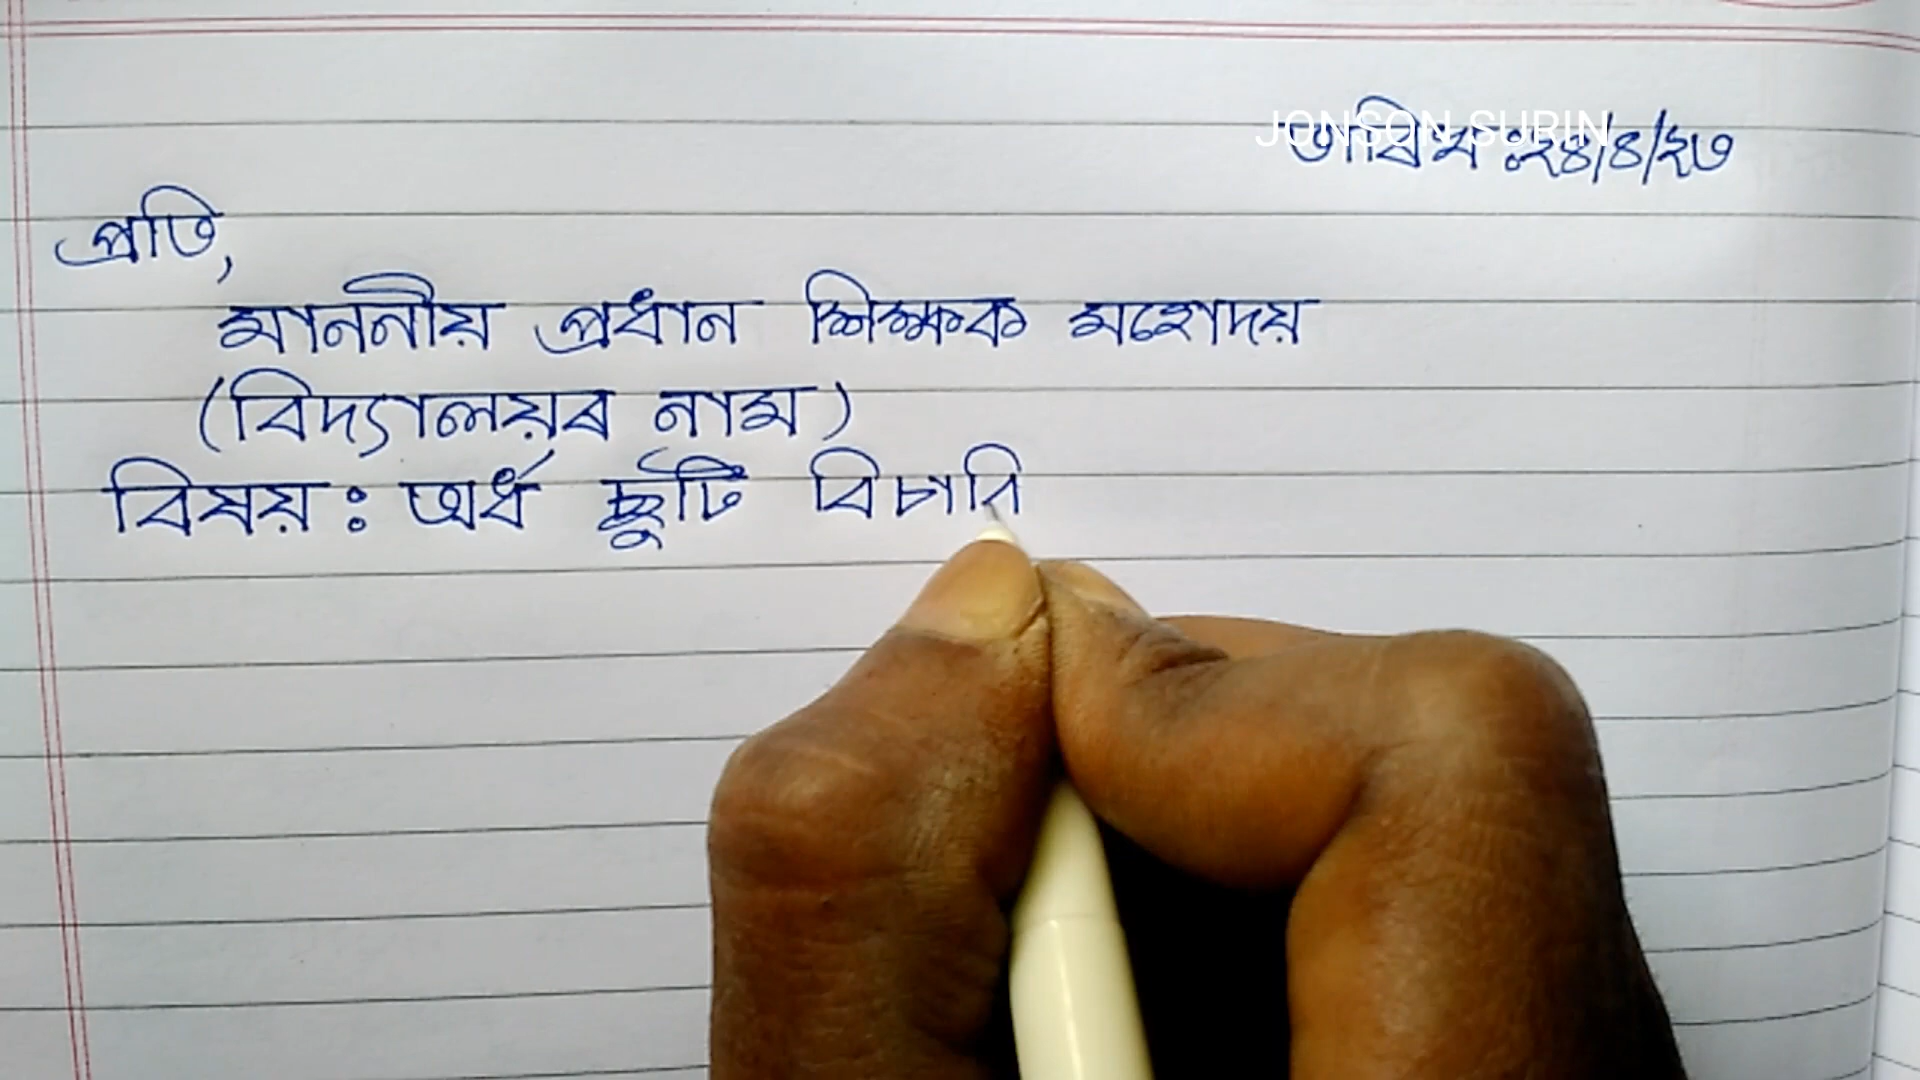 JONSON SURIN
তাৰিখ :২৪/৪/২৩
প্ৰতি,
মাননীয় প্ৰধান শিক্ষক মহোদয়
(বিদ্যালয়ৰ নাম)
বিষয়: অৰ্ধ ছুটি বিচাৰি